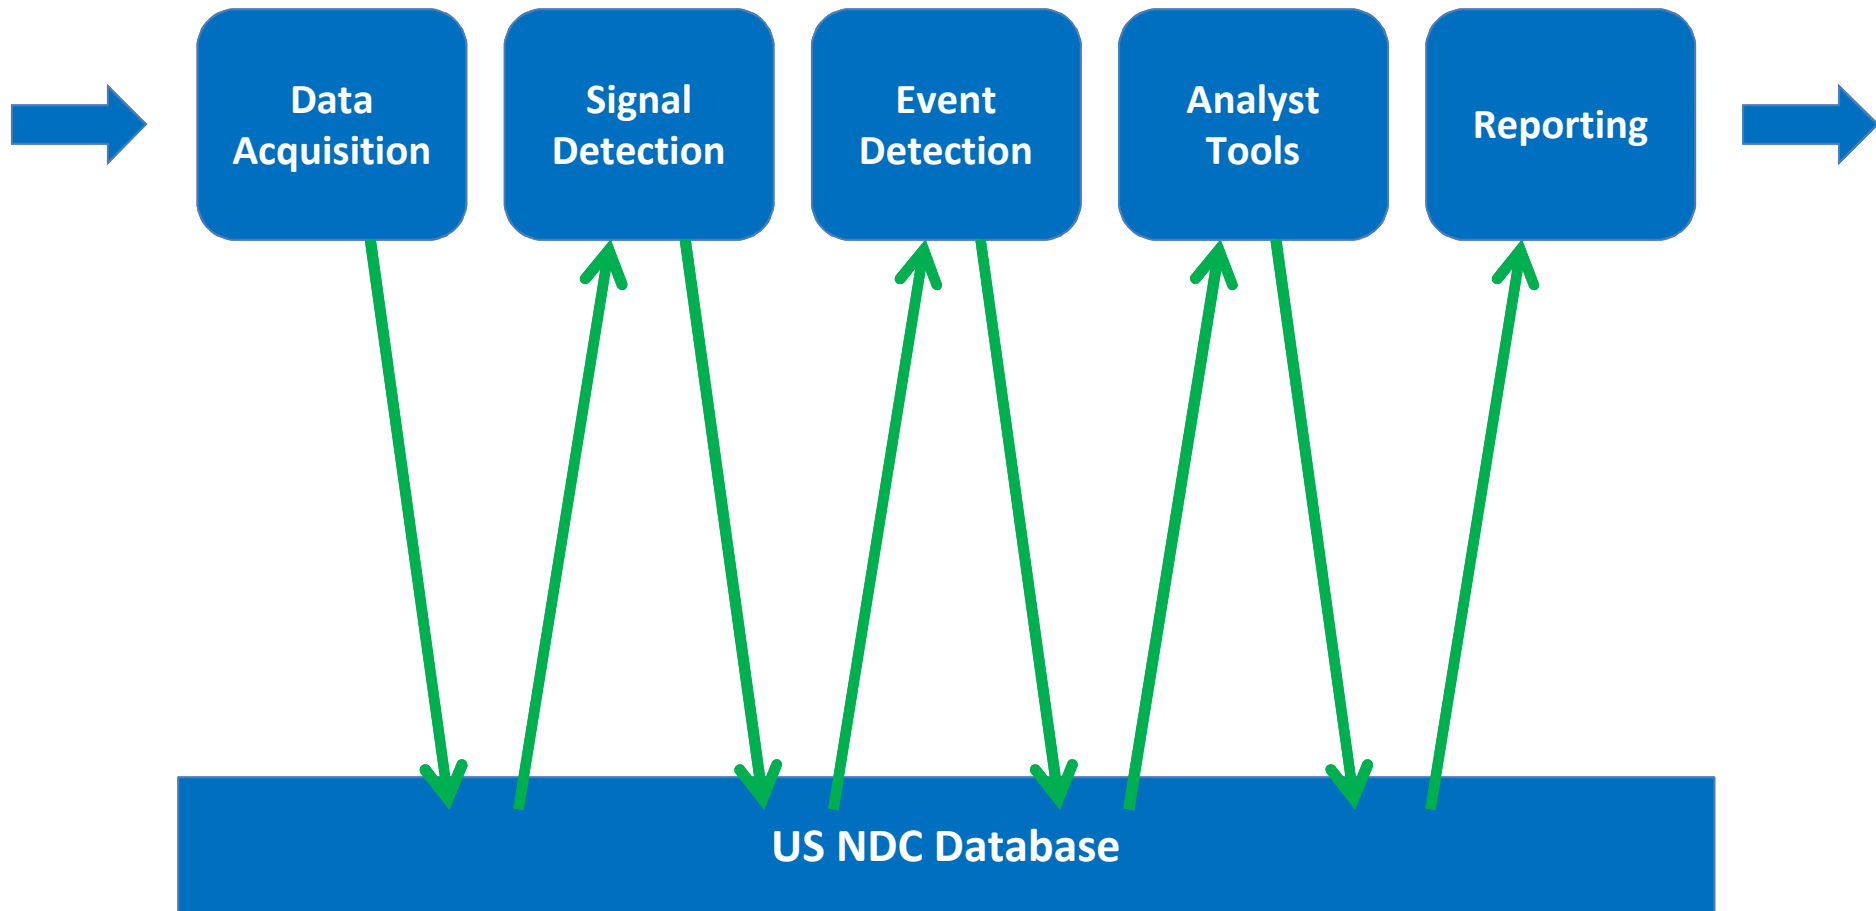 Data
Acquisition
Signal
Detection
Event
Detection
Analyst
Tools
Reporting
US NDC Database